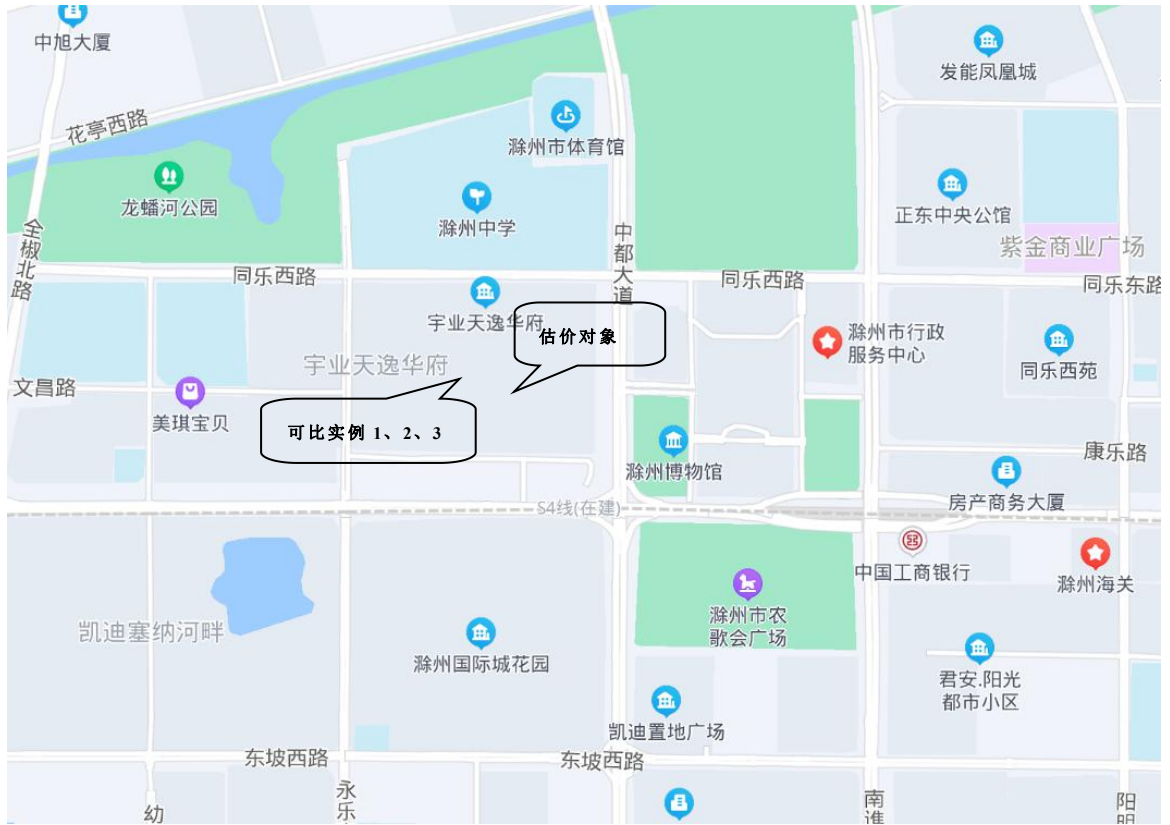 中旭大厦
发能凤凰城
花亭西路
滁州市体育馆
龙蟠河公园
滁州中学
正东中央公馆
全椒北路
中都大道
紫金商业广场
同乐西路
同乐西路
同乐东路
宇业天逸华府
估价对象
滁州市行政
服务中心
宇业天逸华府
同乐西苑
文昌路
美琪宝贝
可比实例 1、2、3
滁州博物馆
康乐路
房产商务大厦
S4线(在建)
中国工商银行
滁州海关
滁州市农
歌会广场
凯迪塞纳河畔
滁州国际城花园
君安.阳光
都市小区
凯迪置地广场
东坡西路
东坡西路
永乐
幼
南谯
阳明